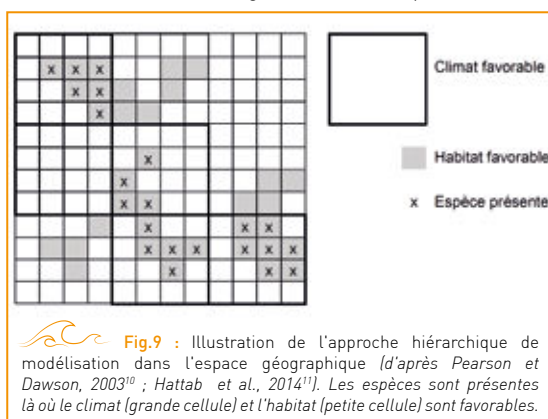 x x x
x x
x
x
x
x x
x x x
x x x x x x
x x x
Climat favorable
Habitat favorable
x Espèce présente
Fig.9 : Illustration de l'approche hiérarchique de
modélisation dans l'espace géographique (d'après Pearson et
Dawson, 2003¹⁰ ; Hattab et al., 2014¹¹). Les espèces sont présentes
là où le climat (grande cellule) et l'habitat (petite cellule) sont favorables.